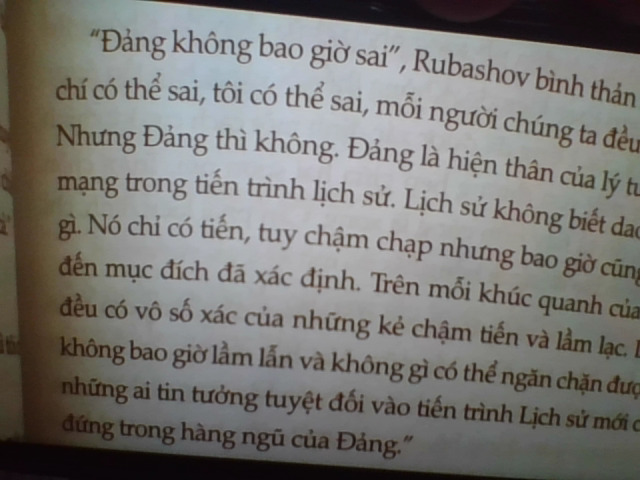 “Đảng không bao giờ sai”, Rubashov bình thản
chí có thể sai, tôi có thể sai, mỗi người chúng ta đều
Nhưng Đảng thì không. Đảng là hiện thân của lý
mạng trong tiến trình lịch sử. Lịch sử không biết
gì. Nó chỉ có tiến, tuy chậm chạp nhưng bao giờ cũng
đến mục đích đã xác định. Trên mỗi khúc quanh của
đều có vô số xác của những kẻ chậm tiến và lầm lạc.
không bao giờ lầm lẫn và không gì có thể ngăn chặn
những ai tin tưởng tuyệt đối vào tiến trình Lịch sử mới
đứng trong hàng ngũ của Đảng.”